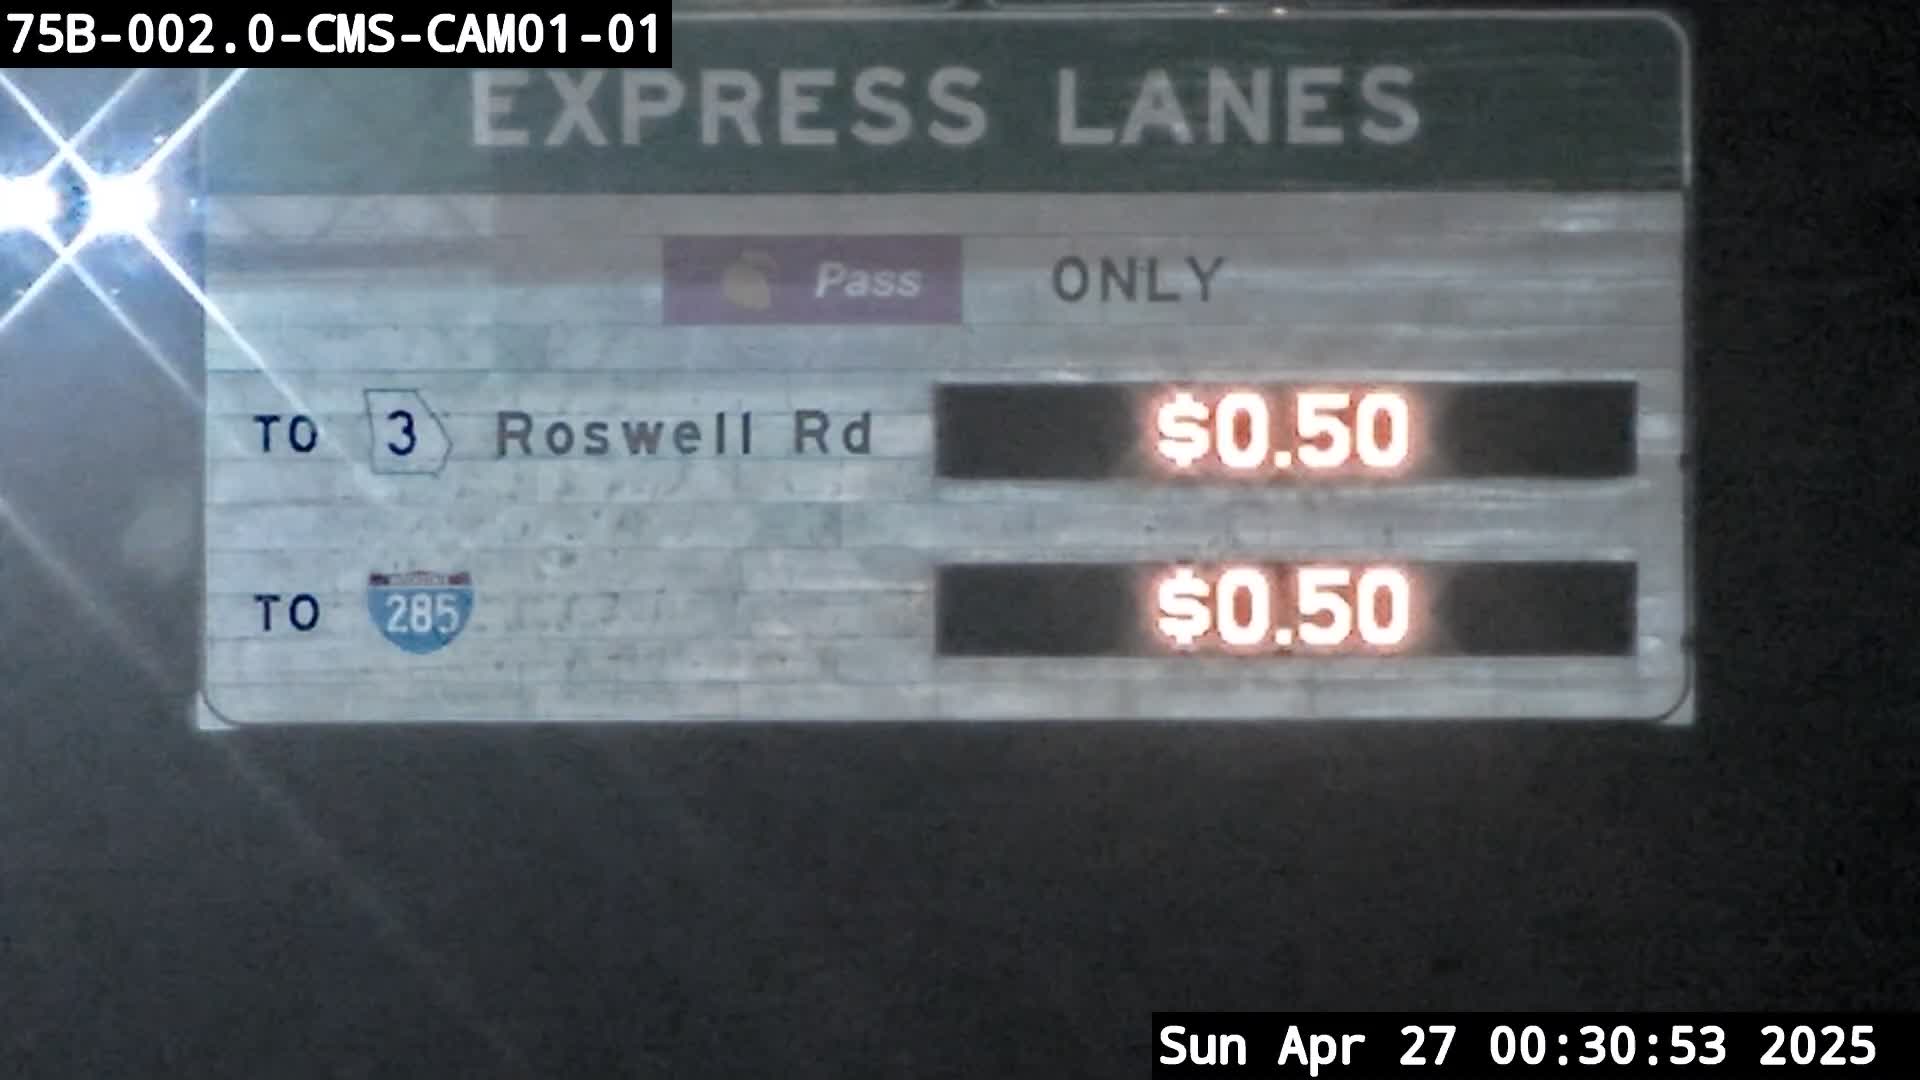 75B-002.0-CMS-CAM01-01
EXPRESS LANES
Pass ONLY
TO 3 Roswell Rd $0.50
TO 285 $0.50
Sun Apr 27 00:30:53 2025